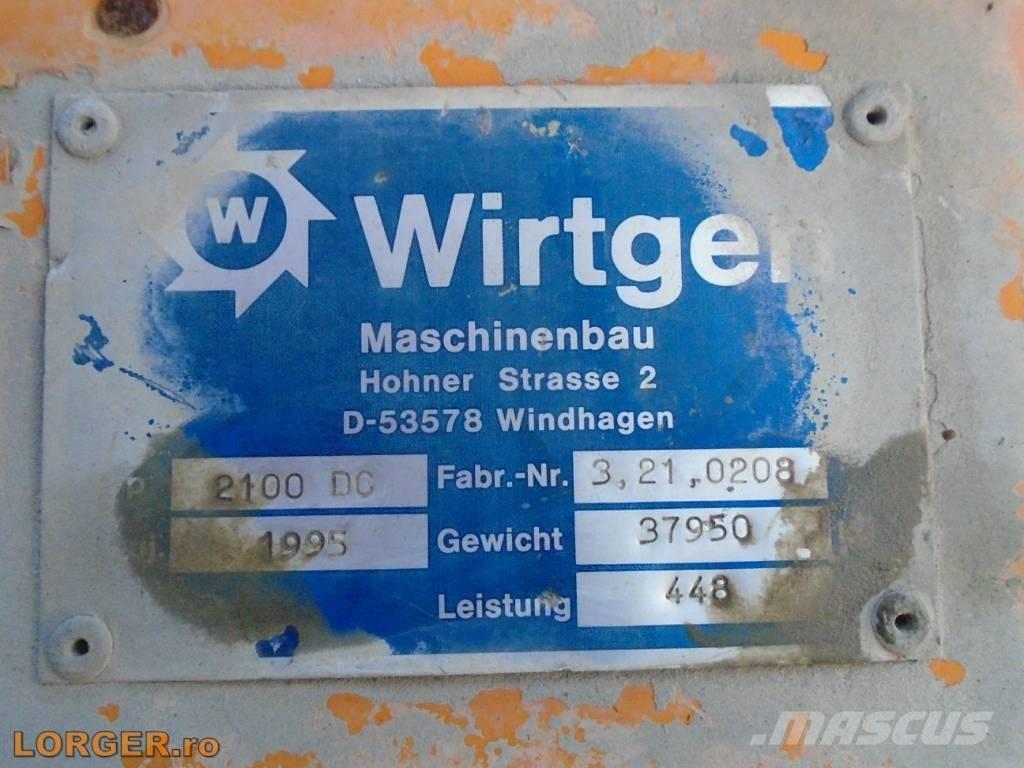 W Wirtgen
Maschinenbau
Hohner Strasse 2
D-53578 Windhagen
2100 DC Fabr.-Nr. 3,21,0208
1995 Gewicht 37950
Leistung 448
LORGER.ro
MASCUS